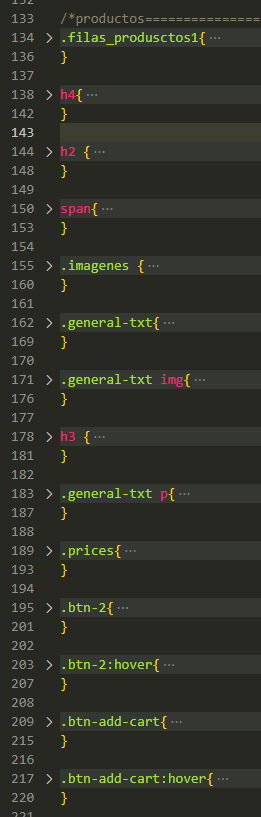 132
133 /*productos===============
134 > .filas_produsctos1{ ···
136 }
137
138 > h4{ ···
142 }
143
144 > h2 { ···
148 }
149
150 > span{ ···
153 }
154
155 > .imagenes { ···
160 }
161
162 > .general-txt{ ···
169 }
170
171 > .general-txt img{ ···
176 }
177
178 > h3 { ···
181 }
182
183 > .general-txt p{ ···
187 }
188
189 > .prices{ ···
193 }
194
195 > .btn-2{ ···
201 }
202
203 > .btn-2:hover{ ···
207 }
208
209 > .btn-add-cart{ ···
215 }
216
217 > .btn-add-cart:hover{ ···
220 }
221